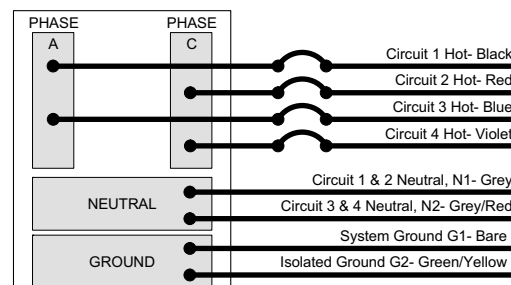 PHASE PHASE
A C
Circuit 1 Hot- Black
Circuit 2 Hot- Red
Circuit 3 Hot- Blue
Circuit 4 Hot- Violet
Circuit 1 & 2 Neutral, N1- Grey
NEUTRAL
Circuit 3 & 4 Neutral, N2- Grey/Red
System Ground G1- Bare
GROUND
Isolated Ground G2- Green/Yellow